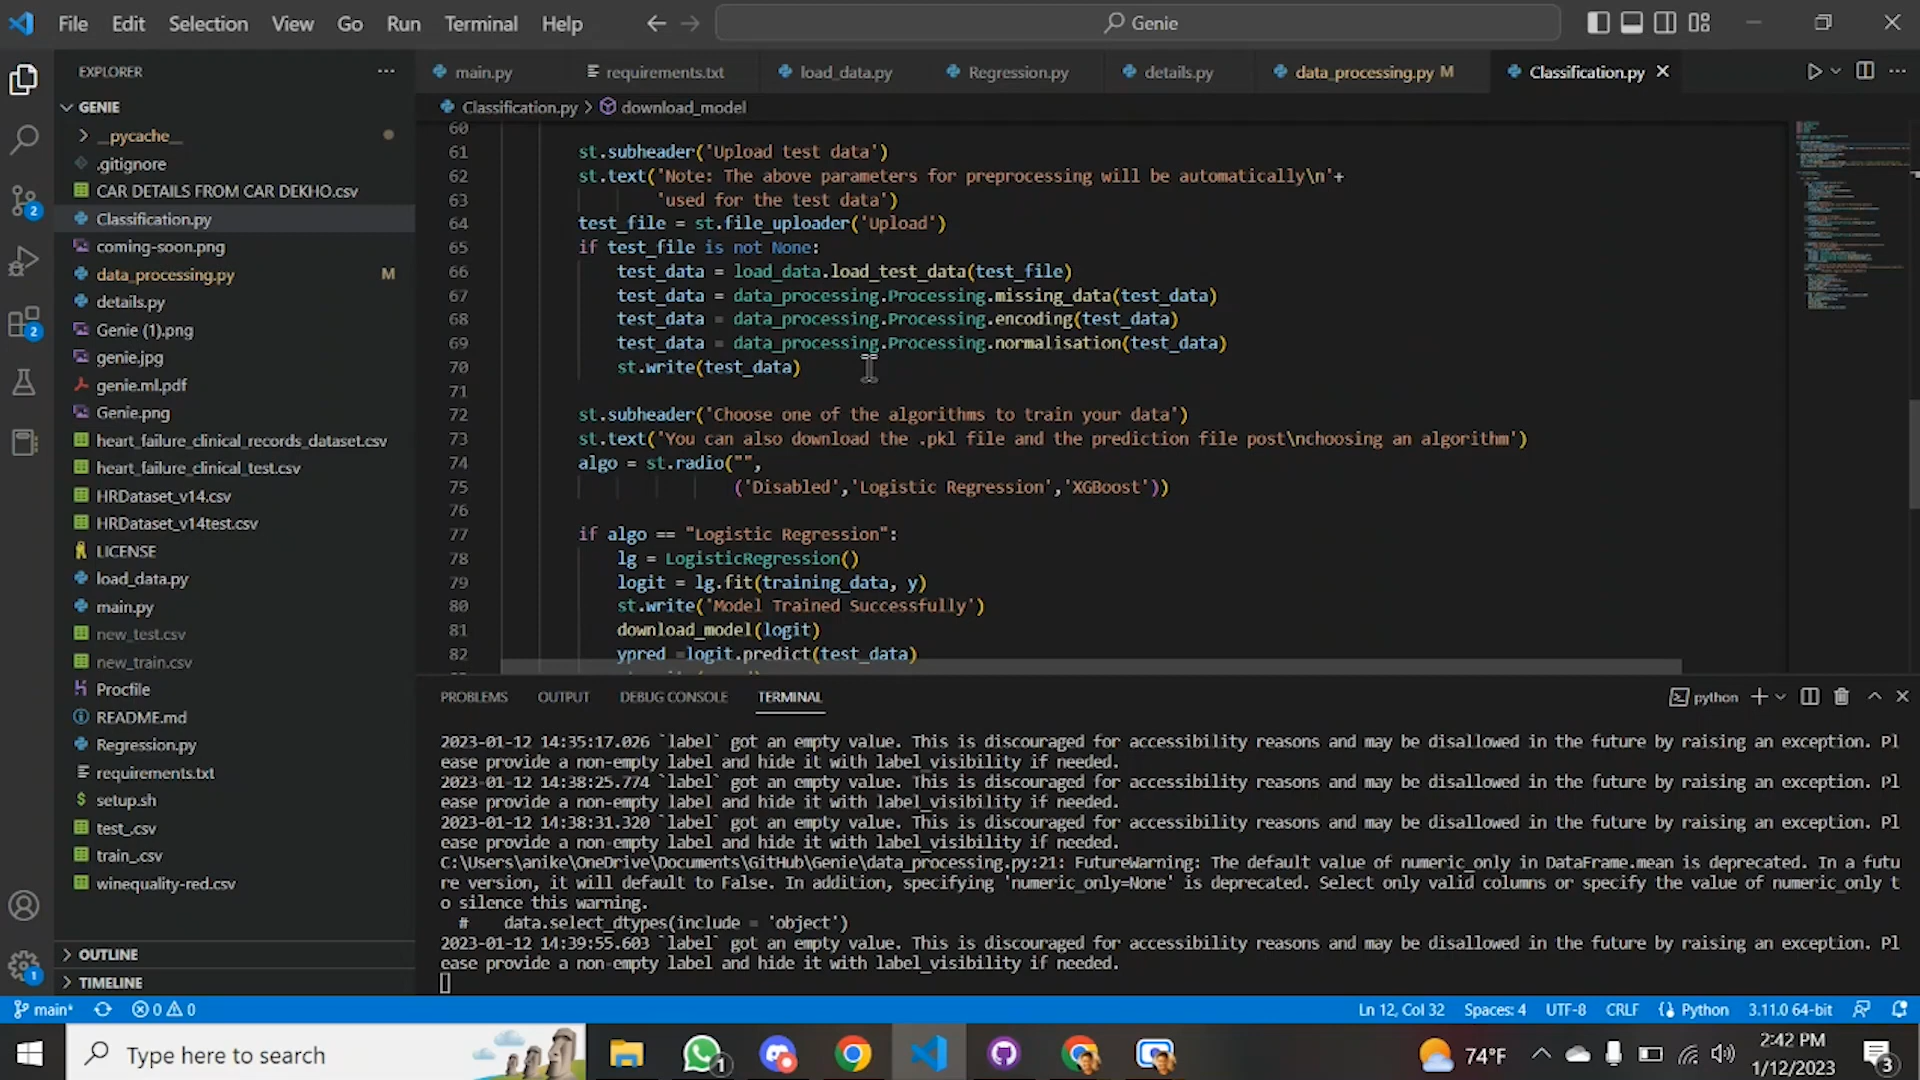 File Edit Selection View Go Run Terminal Help
Genie
EXPLORER
main.py requirements.txt load_data.py Regression.py details.py data_processing.py M Classification.py
GENIE
Classification.py > download_model
__pycache__
.gitignore
CAR DETAILS FROM CAR DEKHO.csv
Classification.py
coming-soon.png
data_processing.py M
details.py
Genie (1).png
genie.jpg
genie.ml.pdf
Genie.png
heart_failure_clinical_records_dataset.csv
heart_failure_clinical_test.csv
HRDataset_v14.csv
HRDataset_v14test.csv
LICENSE
load_data.py
main.py
new_test.csv
new_train.csv
Procfile
README.md
Regression.py
requirements.txt
setup.sh
test_.csv
train_.csv
winequality-red.csv
OUTLINE
TIMELINE
60
61 st.subheader('Upload test data')
62 st.text('Note: The above parameters for preprocessing will be automatically\n'+
63 'used for the test data')
64 test_file = st.file_uploader('Upload')
65 if test_file is not None:
66 test_data = load_data.load_test_data(test_file)
67 test_data = data_processing.Processing.missing_data(test_data)
68 test_data = data_processing.Processing.encoding(test_data)
69 test_data = data_processing.Processing.normalisation(test_data)
70 st.write(test_data)
71
72 st.subheader('Choose one of the algorithms to train your data')
73 st.text('You can also download the .pkl file and the prediction file post\nchoosing an algorithm')
74 algo = st.radio("",
75 ('Disabled','Logistic Regression','XGBoost'))
76
77 if algo == "Logistic Regression":
78 lg = LogisticRegression()
79 logit = lg.fit(training_data, y)
80 st.write('Model Trained Successfully')
81 download_model(logit)
82 ypred =logit.predict(test_data)
PROBLEMS OUTPUT DEBUG CONSOLE TERMINAL
python
2023-01-12 14:35:17.026 `label` got an empty value. This is discouraged for accessibility reasons and may be disallowed in the future by raising an exception. Pl
ease provide a non-empty label and hide it with label_visibility if needed.
2023-01-12 14:38:25.774 `label` got an empty value. This is discouraged for accessibility reasons and may be disallowed in the future by raising an exception. Pl
ease provide a non-empty label and hide it with label_visibility if needed.
2023-01-12 14:38:31.320 `label` got an empty value. This is discouraged for accessibility reasons and may be disallowed in the future by raising an exception. Pl
ease provide a non-empty label and hide it with label_visibility if needed.
C:\Users\anike\OneDrive\Documents\GitHub\Genie\data_processing.py:21: FutureWarning: The default value of numeric_only in DataFrame.mean is deprecated. In a futu
re version, it will default to False. In addition, specifying 'numeric_only=None' is deprecated. Select only valid columns or specify the value of numeric_only t
o silence this warning.
# data.select_dtypes(include = 'object')
2023-01-12 14:39:55.603 `label` got an empty value. This is discouraged for accessibility reasons and may be disallowed in the future by raising an exception. Pl
ease provide a non-empty label and hide it with label_visibility if needed.
main* 0 0 Ln 12, Col 32 Spaces: 4 UTF-8 CRLF Python 3.11.0 64-bit
Type here to search
74°F
2:42 PM
1/12/2023
3